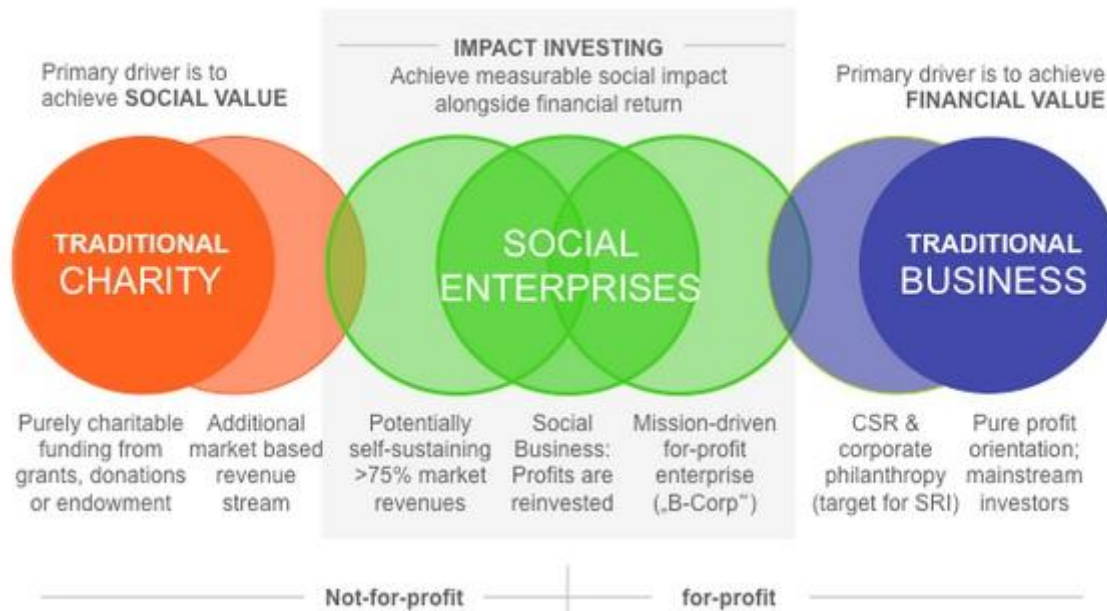 IMPACT INVESTING
Achieve measurable social impact
alongside financial return
Primary driver is to
achieve SOCIAL VALUE
Primary driver is to achieve
FINANCIAL VALUE
TRADITIONAL
CHARITY
SOCIAL
ENTERPRISES
TRADITIONAL
BUSINESS
Purely charitable
funding from
grants, donations
or endowment
Additional
market based
revenue
stream
Potentially
self-sustaining
>75% market
revenues
Social
Business:
Profits are
reinvested
Mission-driven
for-profit
enterprise
(„B-Corp“)
CSR &
corporate
philanthropy
(target for SRI)
Pure profit
orientation;
mainstream
investors
Not-for-profit
for-profit